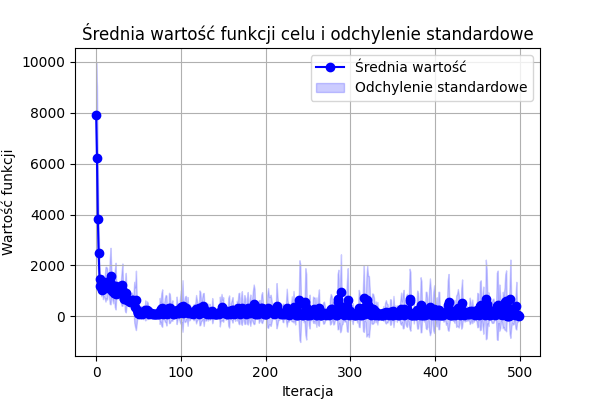 Średnia wartość funkcji celu i odchylenie standardowe
Średnia wartość
Odchylenie standardowe
Wartość funkcji
10000
8000
6000
4000
2000
0
0 100 200 300 400 500
Iteracja